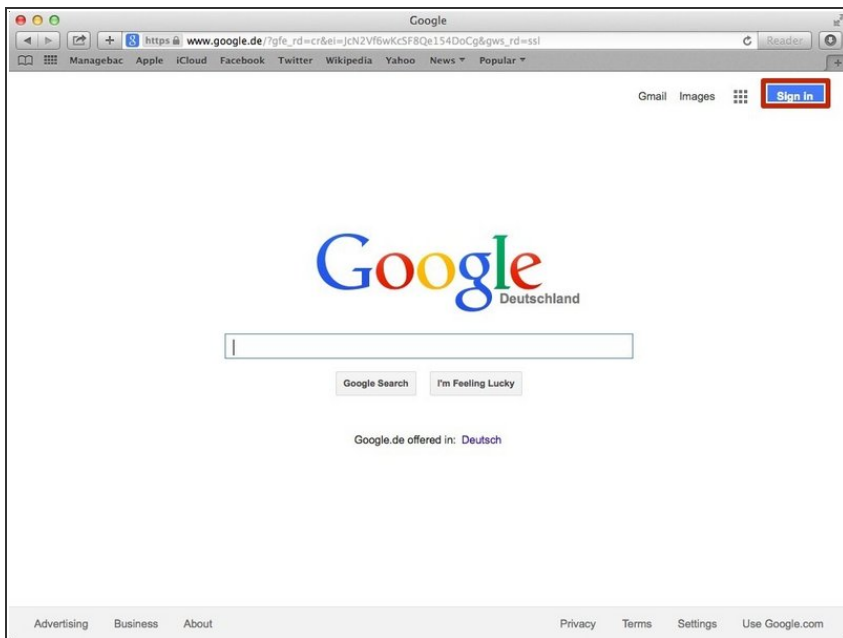 Google
https www.google.de/?gfe_rd=cr&ei=JcN2Vf6wKcSF8Qe154DoCg&gws_rd=ssl
Reader
Managebac Apple iCloud Facebook Twitter Wikipedia Yahoo News Popular
Gmail Images Sign in
Google
Deutschland
Google Search I'm Feeling Lucky
Google.de offered in: Deutsch
Advertising Business About Privacy Terms Settings Use Google.com